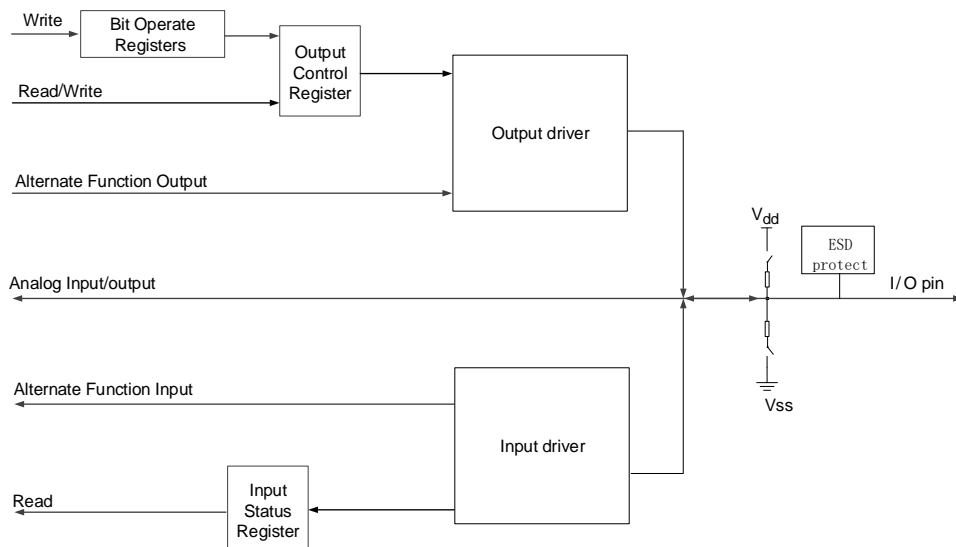 Write
Bit Operate
Registers
Output
Control
Register
Read/Write
Output driver
Alternate Function Output
Vdd
ESD
protect
Analog Input/output
I/O pin
Alternate Function Input
Vss
Input driver
Input
Status
Register
Read